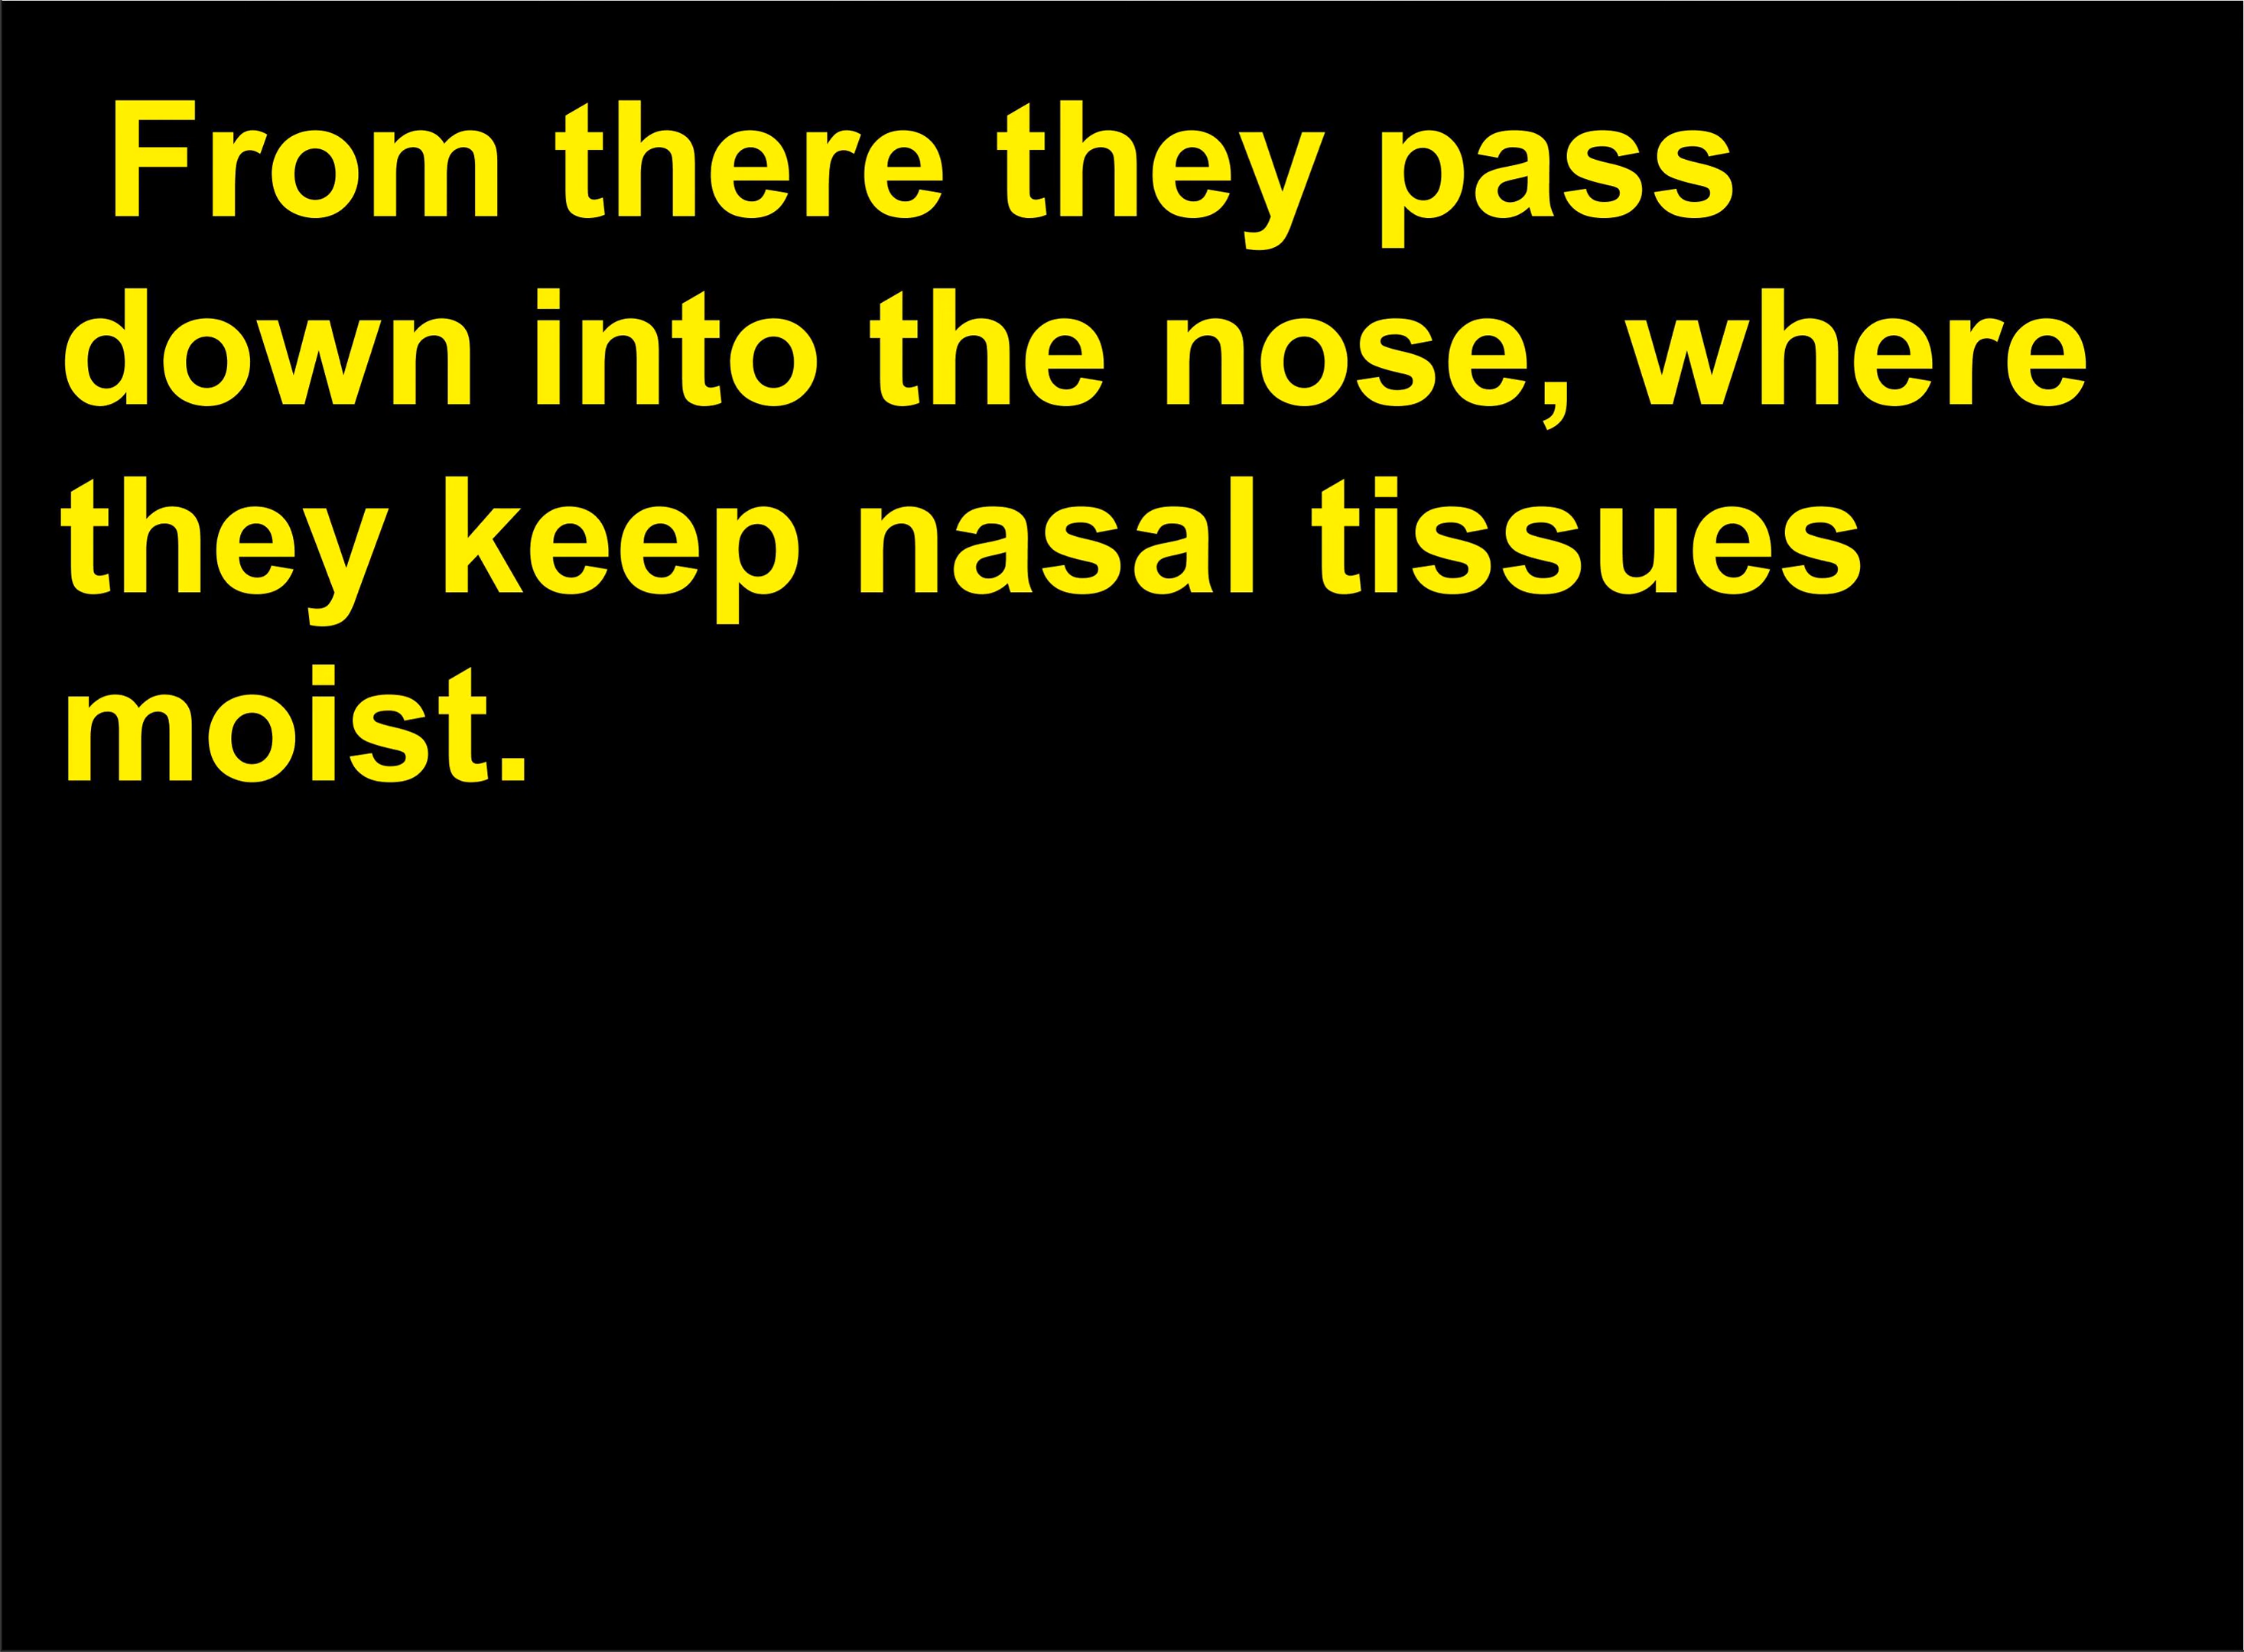 From there they pass
down into the nose, where
they keep nasal tissues
moist.